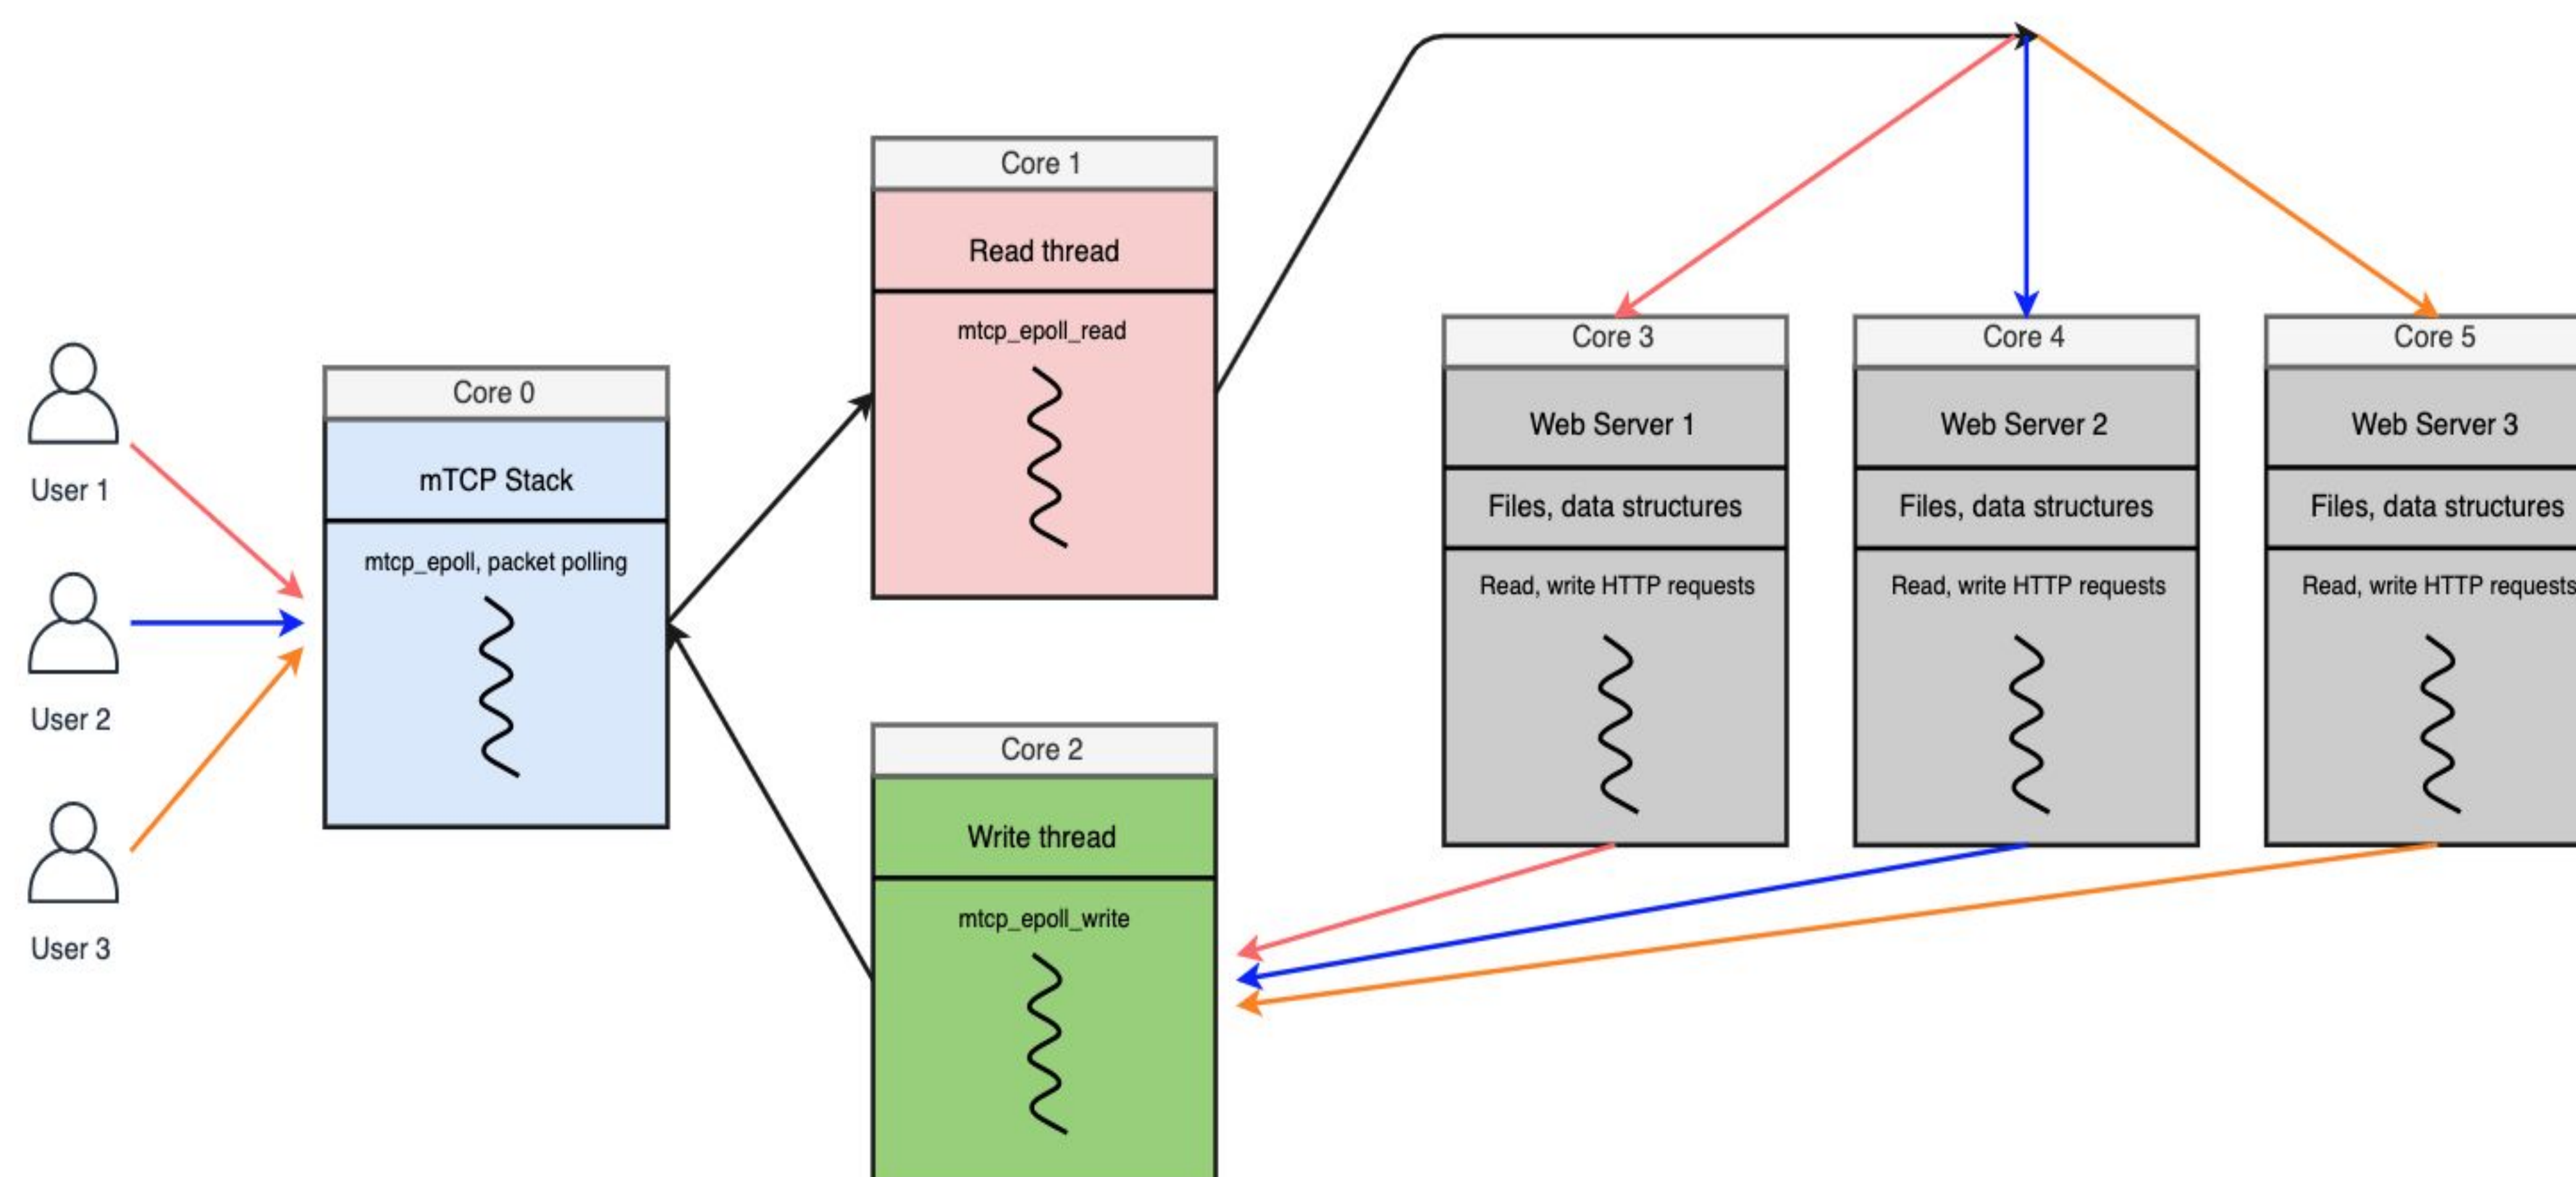 User 1
User 2
User 3
Core 0
mTCP Stack
mtcp_epoll, packet polling
Core 1
Read thread
mtcp_epoll_read
Core 2
Write thread
mtcp_epoll_write
Core 3
Web Server 1
Files, data structures
Read, write HTTP requests
Core 4
Web Server 2
Files, data structures
Read, write HTTP requests
Core 5
Web Server 3
Files, data structures
Read, write HTTP requests